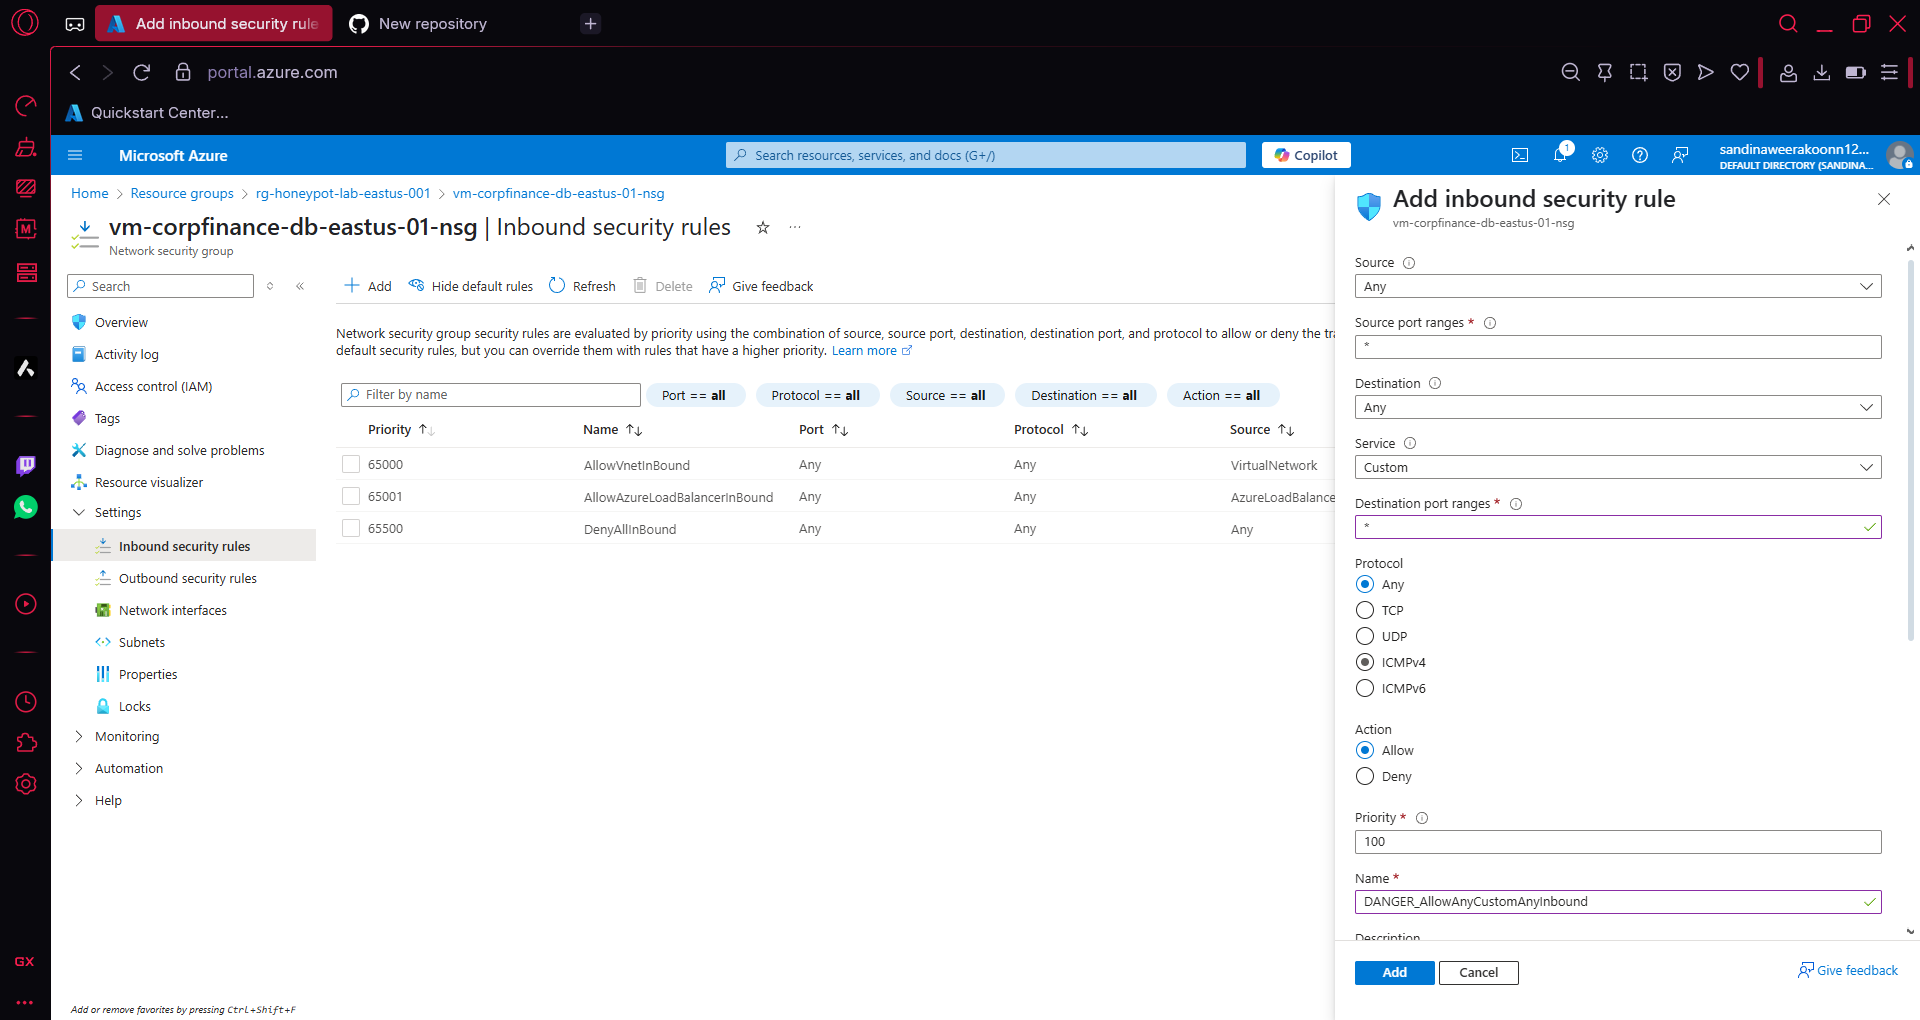 Add inbound security rule
New repository
portal.azure.com
Quickstart Center...
Microsoft Azure
Search resources, services, and docs (G+/)
Copilot
1
sandinaweerakoonn12...
DEFAULT DIRECTORY (SANDINA...
Home > Resource groups > rg-honeypot-lab-eastus-001 > vm-corpfinance-db-eastus-01-nsg
vm-corpfinance-db-eastus-01-nsg | Inbound security rules
Network security group
Search
Overview
Activity log
Access control (IAM)
Tags
Diagnose and solve problems
Resource visualizer
Settings
Inbound security rules
Outbound security rules
Network interfaces
Subnets
Properties
Locks
Monitoring
Automation
Help
Add or remove favorites by pressing Ctrl+Shift+F
Add Hide default rules Refresh Delete Give feedback
Network security group security rules are evaluated by priority using the combination of source, source port, destination, destination port, and protocol to allow or deny the tra
default security rules, but you can override them with rules that have a higher priority. Learn more
Filter by name
Port == all
Protocol == all
Source == all
Destination == all
Action == all
Priority Name Port Protocol Source
65000 AllowVnetInBound Any Any VirtualNetwork
65001 AllowAzureLoadBalancerInBound Any Any AzureLoadBalance
65500 DenyAllInBound Any Any Any
Add inbound security rule
vm-corpfinance-db-eastus-01-nsg
Source
Any
Source port ranges *
*
Destination
Any
Service
Custom
Destination port ranges *
*
Protocol
Any
TCP
UDP
ICMPv4
ICMPv6
Action
Allow
Deny
Priority *
100
Name *
DANGER_AllowAnyCustomAnyInbound
Description
Add
Cancel
Give feedback
M
GX